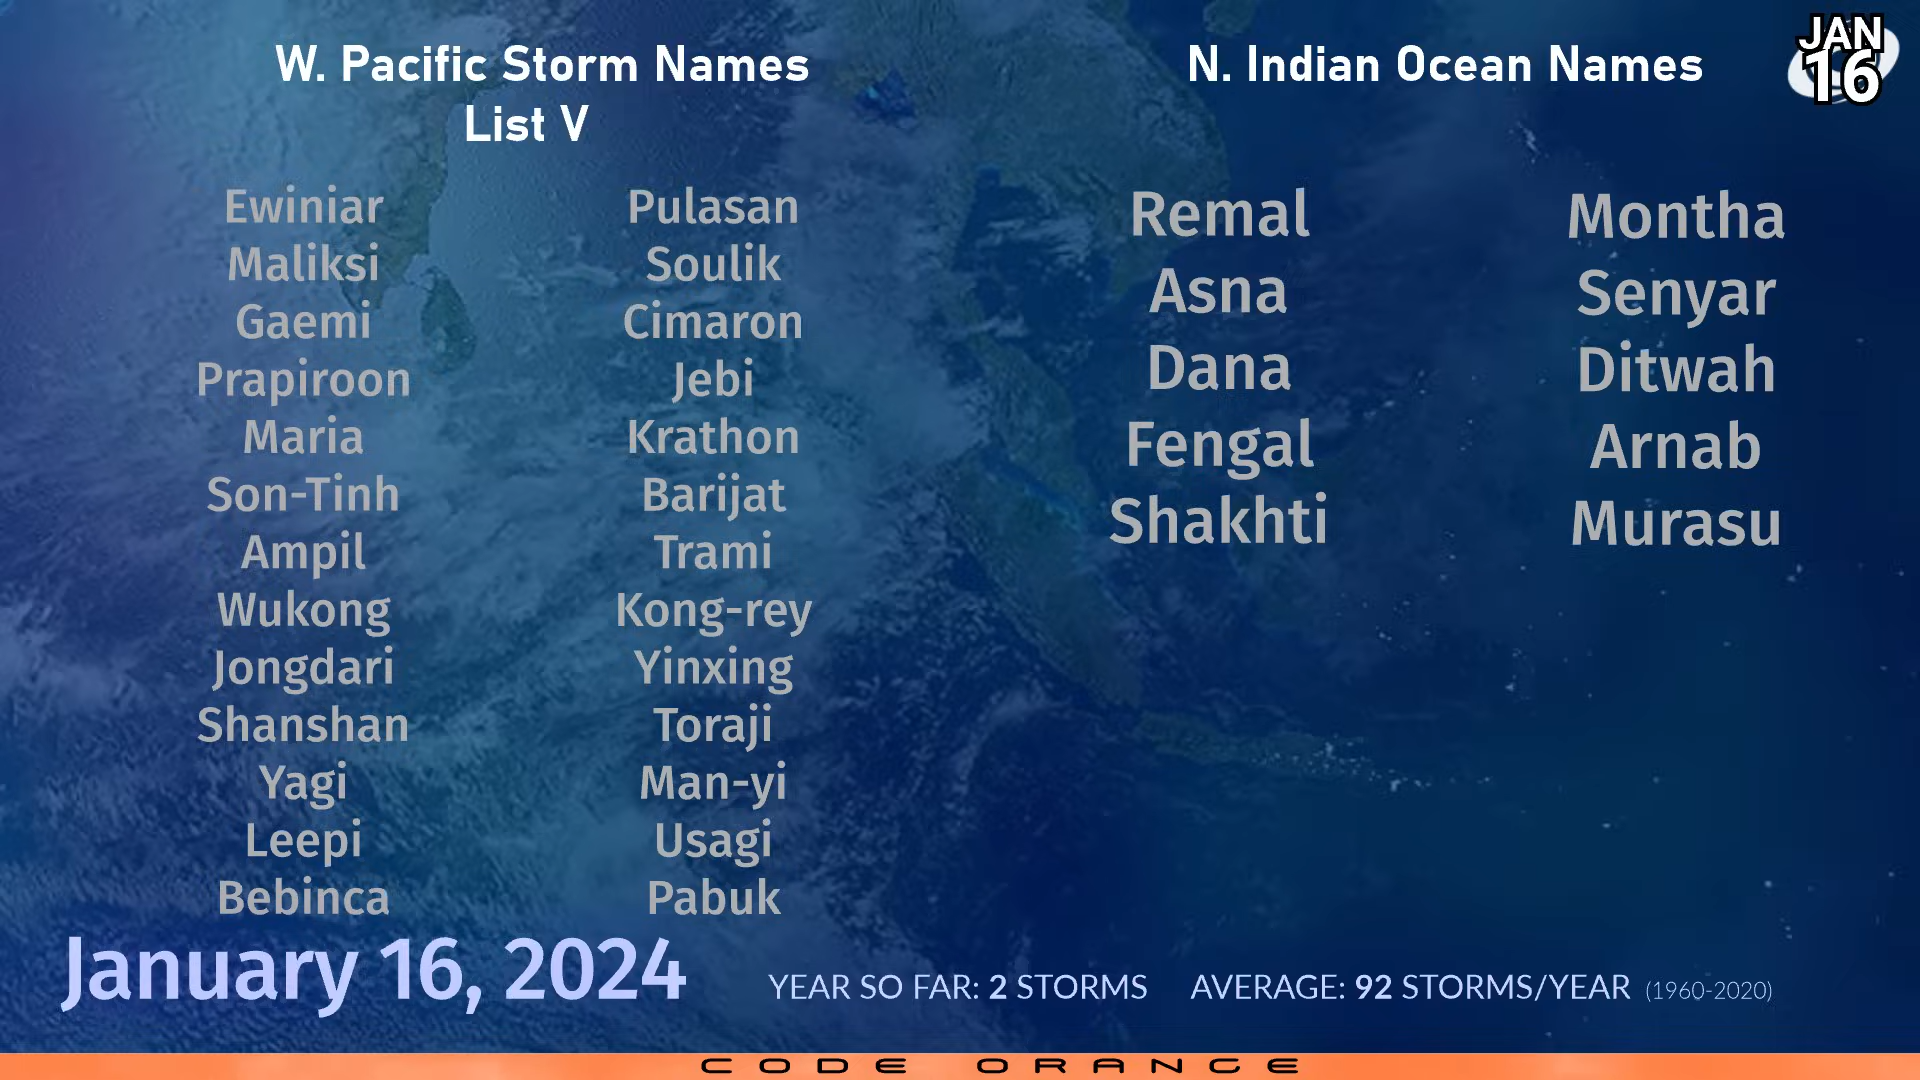 W. Pacific Storm Names
List V
Ewiniar
Maliksi
Gaemi
Prapiroon
Maria
Son-Tinh
Ampil
Wukong
Jongdari
Shanshan
Yagi
Leepi
Bebinca
Pulasan
Soulik
Cimaron
Jebi
Krathon
Barijat
Trami
Kong-rey
Yinxing
Toraji
Man-yi
Usagi
Pabuk
N. Indian Ocean Names
Remal
Asna
Dana
Fengal
Shakhti
Montha
Senyar
Ditwah
Arnab
Murasu
JAN
16
January 16, 2024
YEAR SO FAR: 2 STORMS
AVERAGE: 92 STORMS/YEAR (1960-2020)
CODE ORANGE